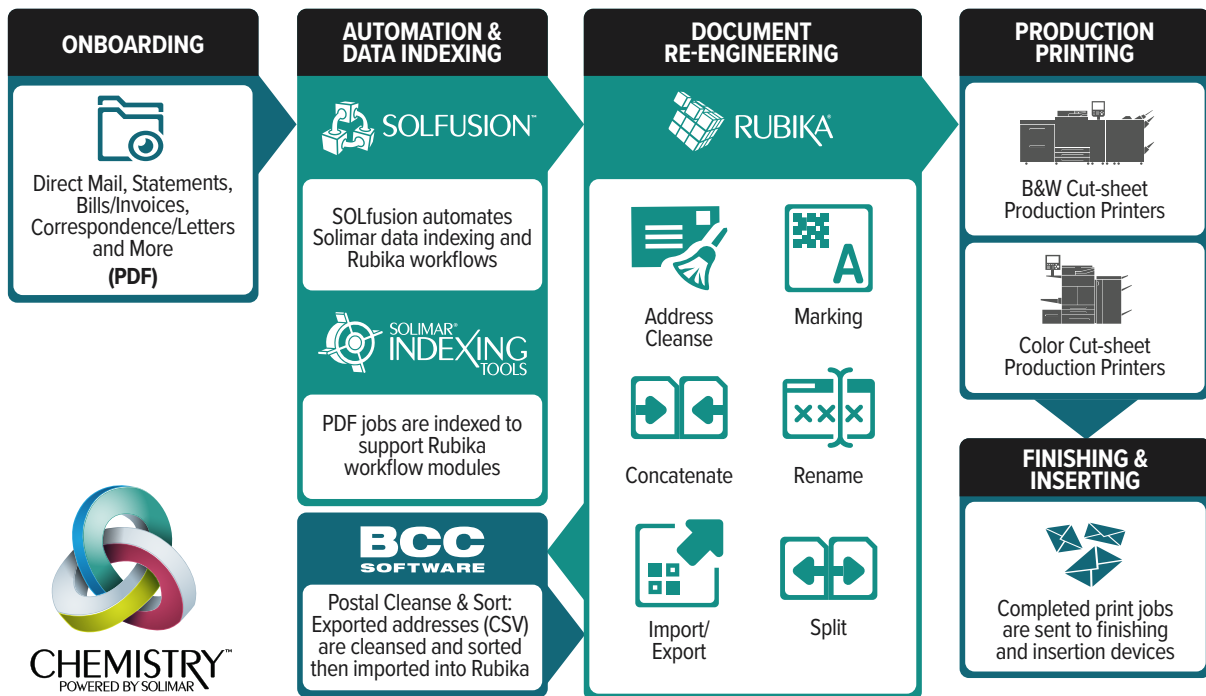 ONBOARDING
Direct Mail, Statements,
Bills/Invoices,
Correspondence/Letters
and More
(PDF)
AUTOMATION &
DATA INDEXING
SOLFUSION™
SOLfusion automates
Solimar data indexing and
Rubika workflows
SOLIMAR®
INDEXING
TOOLS
PDF jobs are indexed to
support Rubika
workflow modules
BCC
SOFTWARE
Postal Cleanse & Sort:
Exported addresses (CSV)
are cleansed and sorted
then imported into Rubika
DOCUMENT
RE-ENGINEERING
RUBIKA®
Address
Cleanse
A
Marking
Concatenate
XXX
Rename
Import/
Export
Split
PRODUCTION
PRINTING
B&W Cut-sheet
Production Printers
Color Cut-sheet
Production Printers
FINISHING &
INSERTING
Completed print jobs
are sent to finishing
and insertion devices
CHEMISTRY™
POWERED BY SOLIMAR